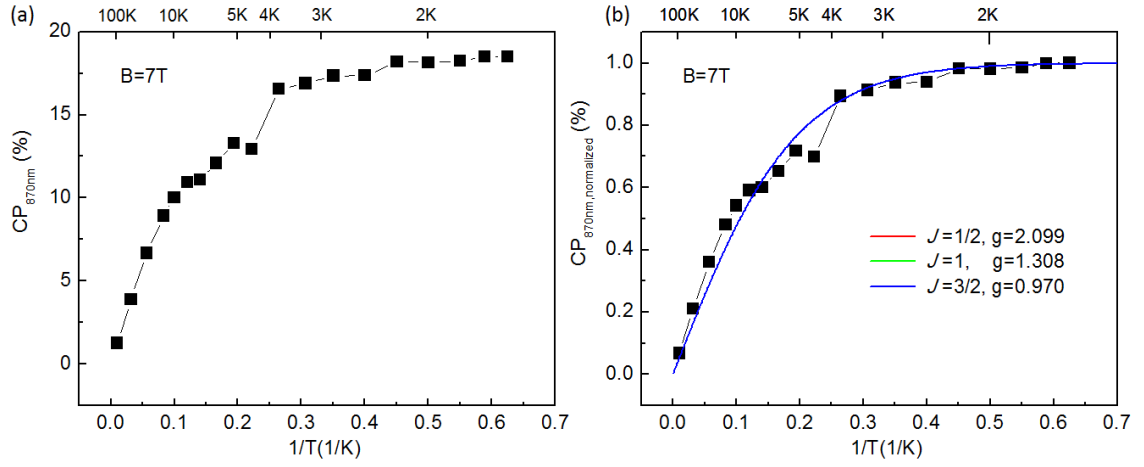 (a)
100K 10K 5K 4K 3K 2K
B=7T
20
15
10
5
0
CP870nm (%)
0.0 0.1 0.2 0.3 0.4 0.5 0.6 0.7
1/T(1/K)
(b)
100K 10K 5K 4K 3K 2K
B=7T
1.0
0.8
0.6
0.4
0.2
0.0
CP870nm,normalized (%)
J=1/2, g=2.099
J=1, g=1.308
J=3/2, g=0.970
0.0 0.1 0.2 0.3 0.4 0.5 0.6 0.7
1/T(1/K)